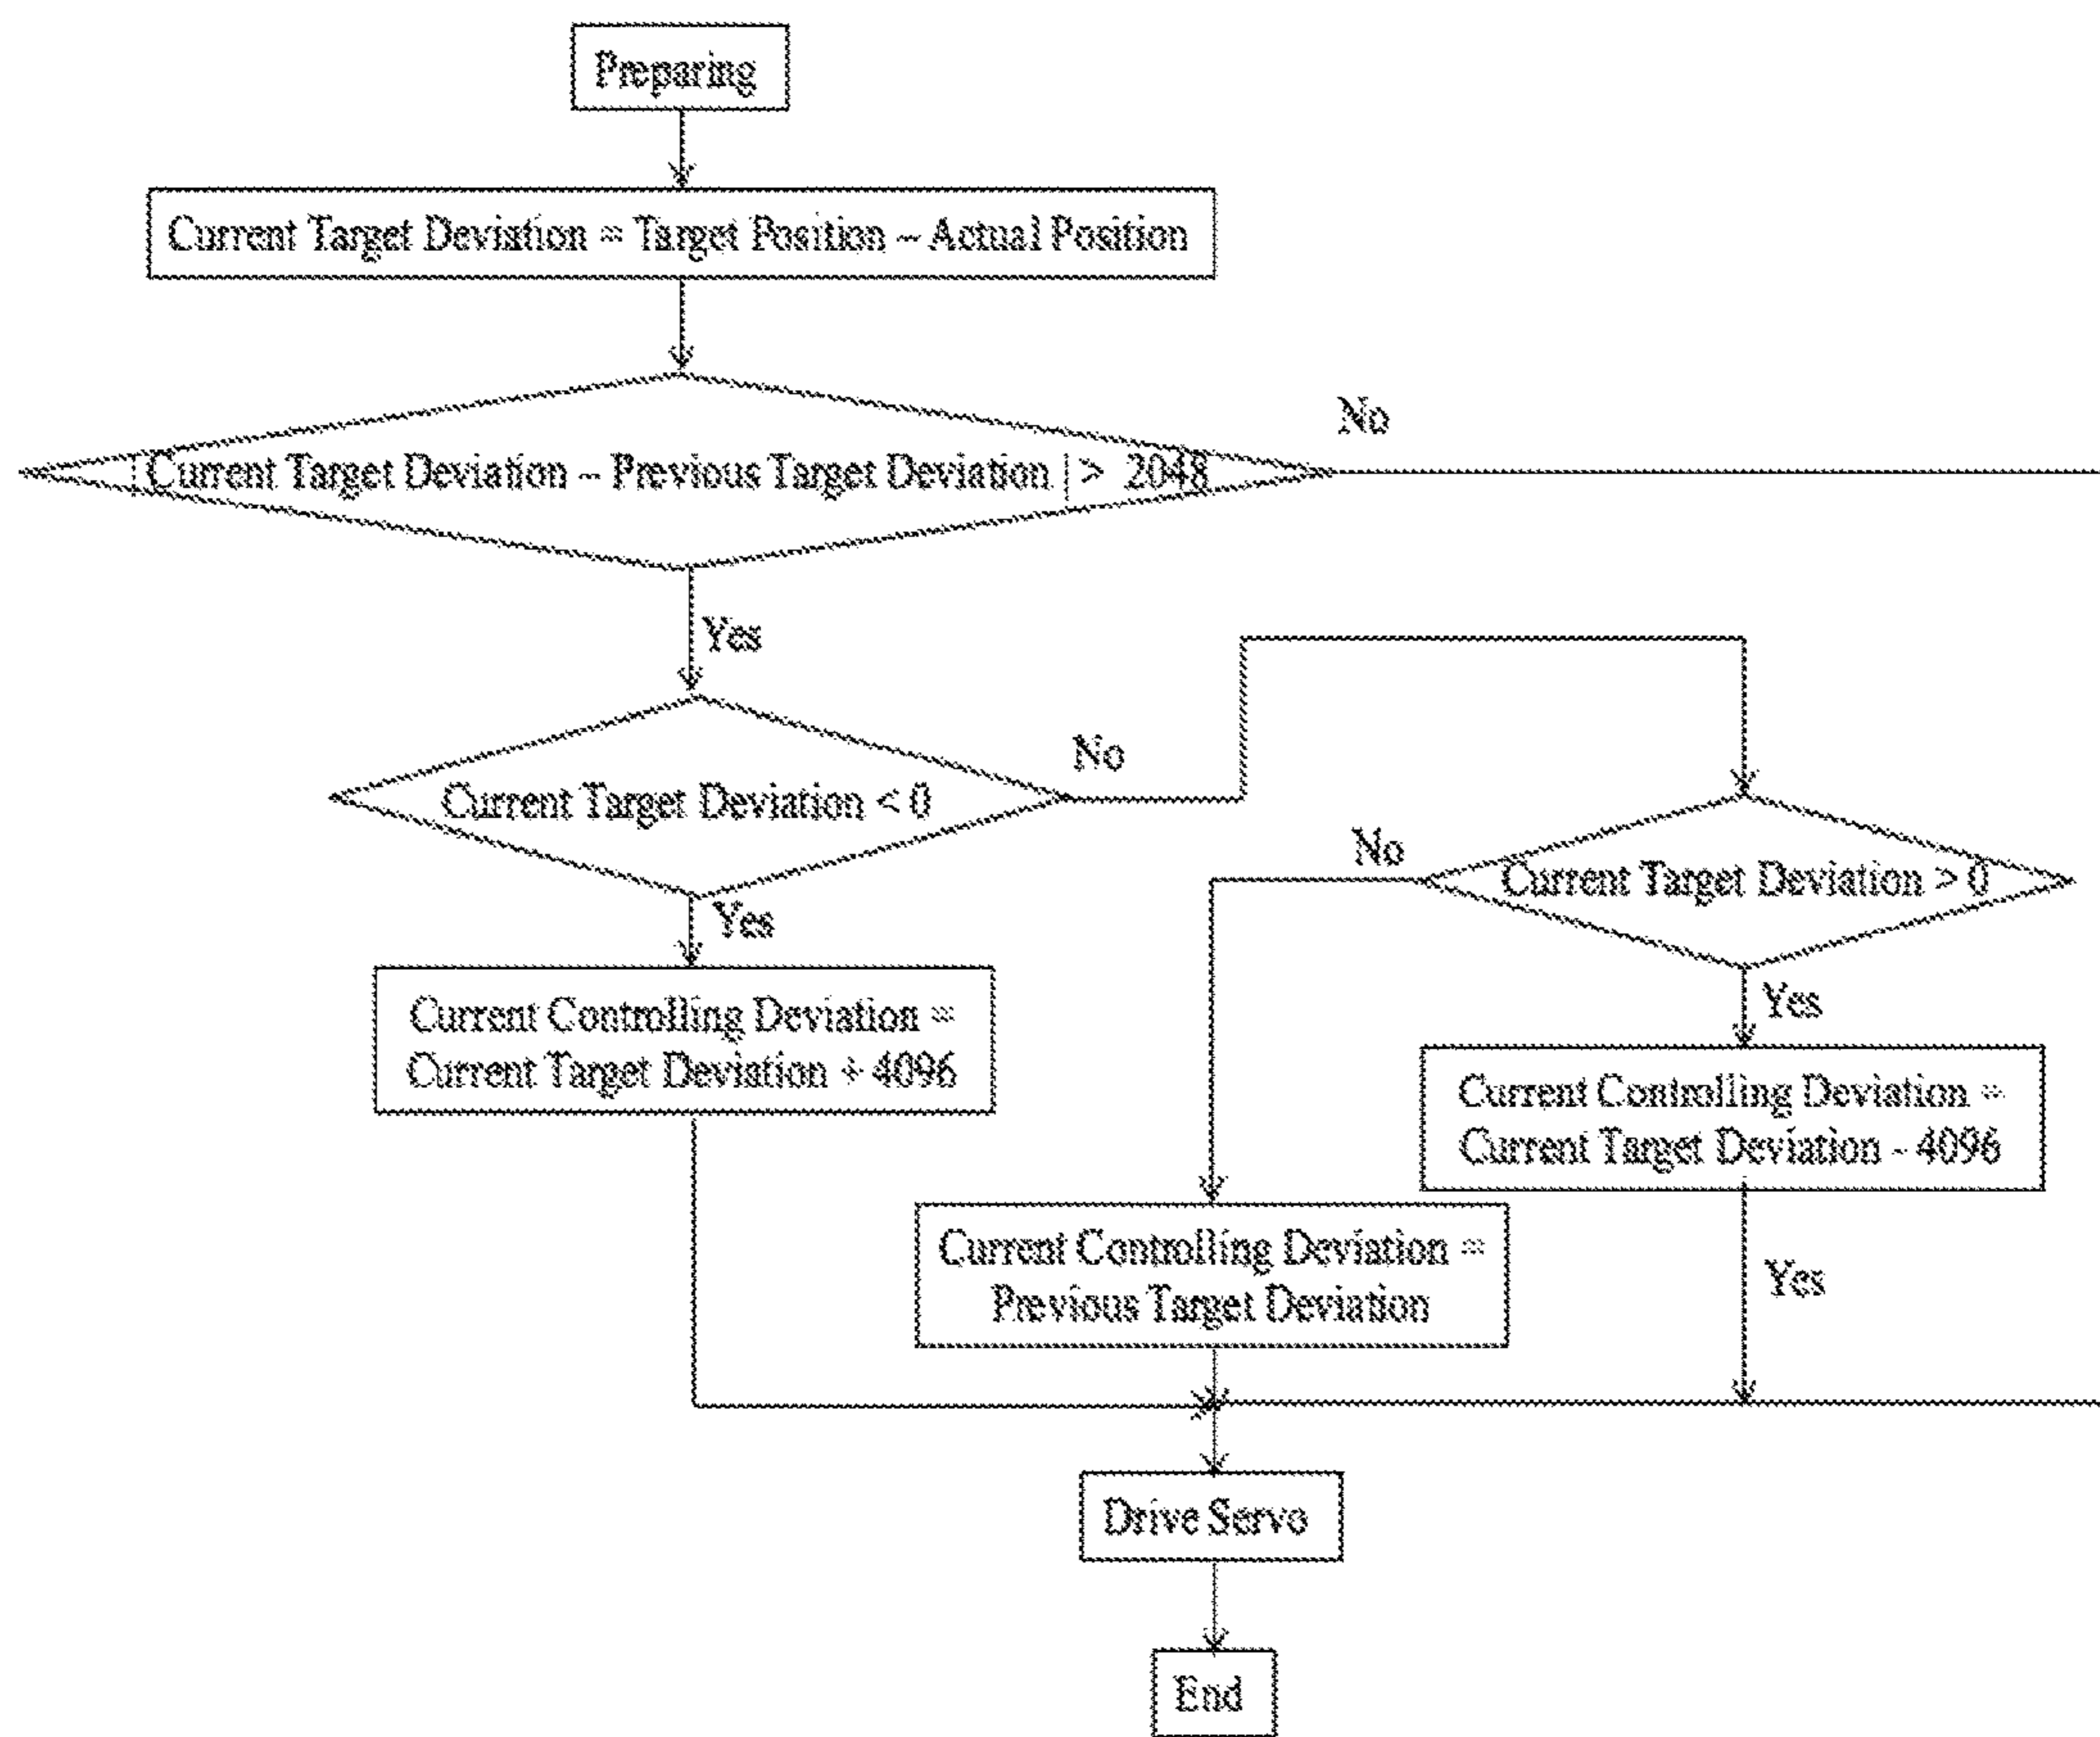 Preparing
Current Target Deviation = Target Position – Actual Position
No
| Current Target Deviation – Previous Target Deviation | > 2048
Yes
No
Current Target Deviation < 0
No
Current Target Deviation > 0
Yes
Yes
Current Controlling Deviation =
Current Target Deviation + 4096
Current Controlling Deviation =
Current Target Deviation - 4096
Current Controlling Deviation =
Previous Target Deviation
Yes
Drive Servo
End